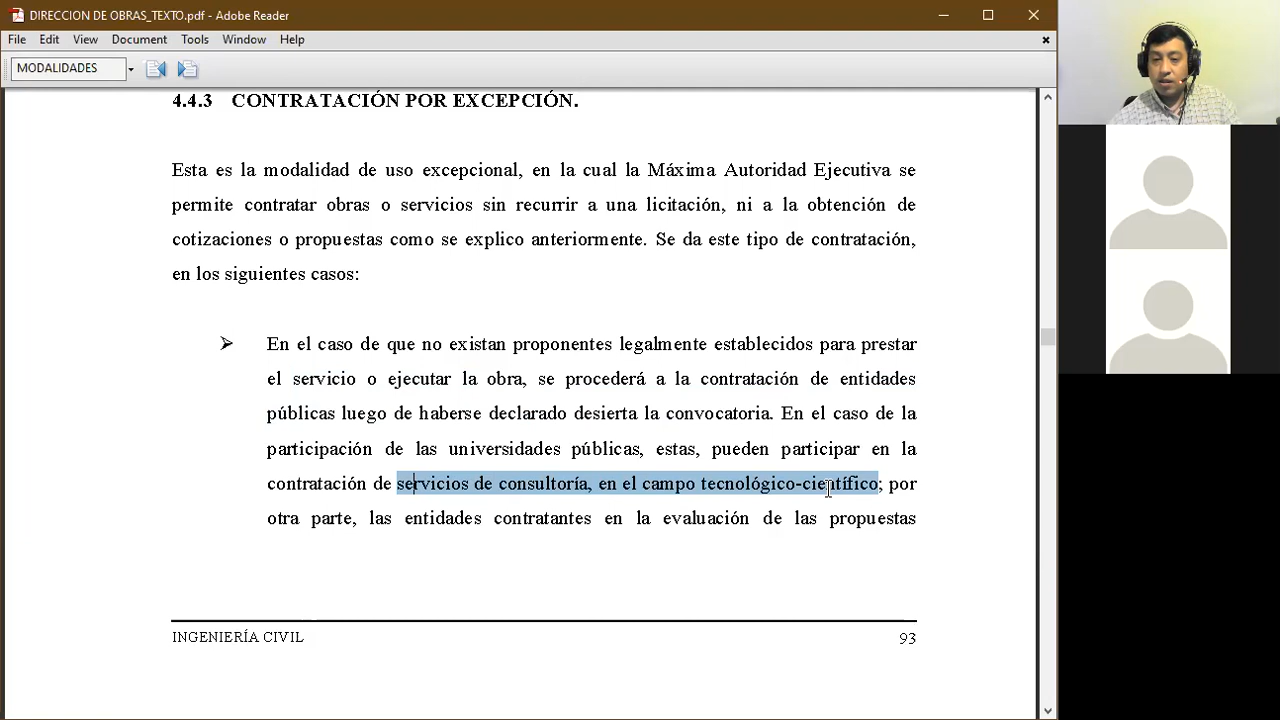 DIRECCION DE OBRAS_TEXTO.pdf - Adobe Reader
File Edit View Document Tools Window Help
MODALIDADES
4.4.3 CONTRATACIÓN POR EXCEPCIÓN.
Esta es la modalidad de uso excepcional, en la cual la Máxima Autoridad Ejecutiva se
permite contratar obras o servicios sin recurrir a una licitación, ni a la obtención de
cotizaciones o propuestas como se explico anteriormente. Se da este tipo de contratación,
en los siguientes casos:
En el caso de que no existan proponentes legalmente establecidos para prestar
el servicio o ejecutar la obra, se procederá a la contratación de entidades
públicas luego de haberse declarado desierta la convocatoria. En el caso de la
participación de las universidades públicas, estas, pueden participar en la
contratación de servicios de consultoría, en el campo tecnológico-científico; por
otra parte, las entidades contratantes en la evaluación de las propuestas
INGENIERÍA CIVIL 93